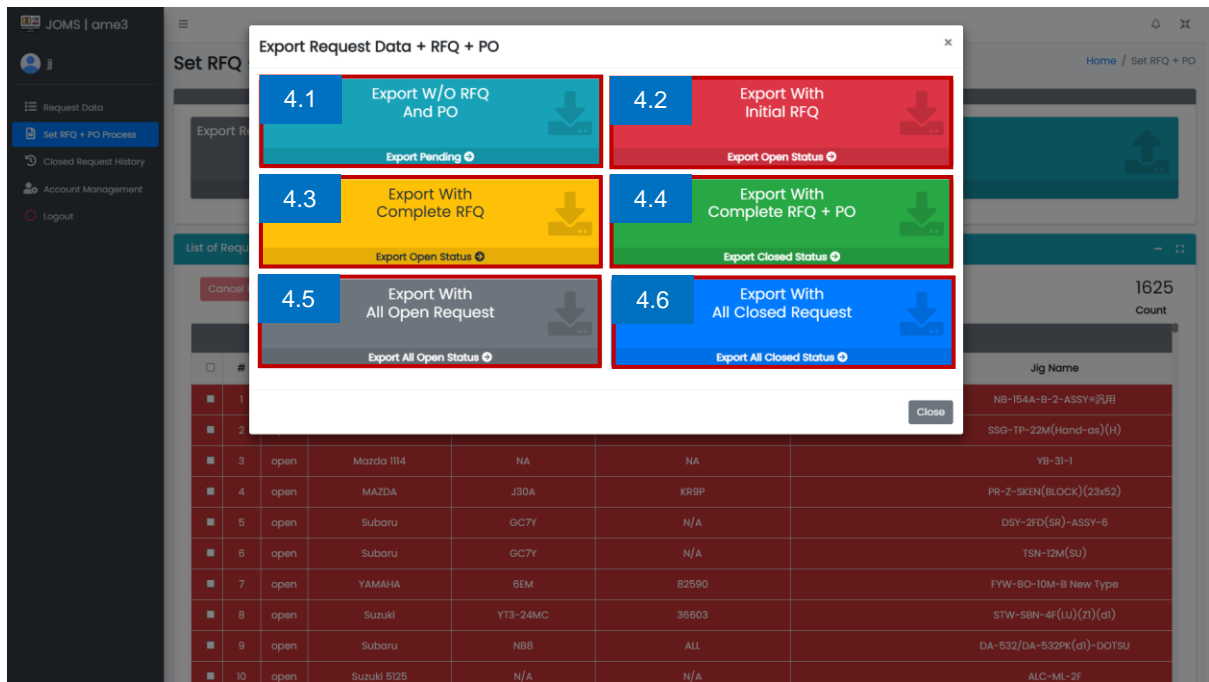 JOMS | ame3
jj
Request Data
Set RFQ + PO Process
Closed Request History
Account Management
Logout
Set RFQ
Home / Set RFQ + PO
Export Re
List of Requ
Cancel
1625
Count
Export Request Data + RFQ + PO
×
4.1
Export W/O RFQ
And PO
Export Pending
4.2
Export With
Initial RFQ
Export Open Status
4.3
Export With
Complete RFQ
Export Open Status
4.4
Export With
Complete RFQ + PO
Export Closed Status
4.5
Export With
All Open Request
Export All Open Status
4.6
Export With
All Closed Request
Export All Closed Status
Close
# Jig Name
1 NB-154A-B-2-ASSY※汎用
2 SSG-TP-22M(Hand-as)(H)
3 open Mazda 1114 NA NA YB-31-1
4 open MAZDA J30A KR9P PR-Z-SKEN(BLOCK)(23x52)
5 open Subaru GC7Y N/A DSY-2FD(SR)-ASSY-6
6 open Subaru GC7Y N/A TSN-12M(SU)
7 open YAMAHA 6EM 82590 FYW-BO-10M-B New Type
8 open Suzuki YT3-24MC 36603 STW-SBN-4F(LU)(Z1)(d1)
9 open Subaru NBB ALL DA-532/DA-532PK(d1)-DOTSU
10 open Suzuki 5125 N/A N/A ALC-ML-2F